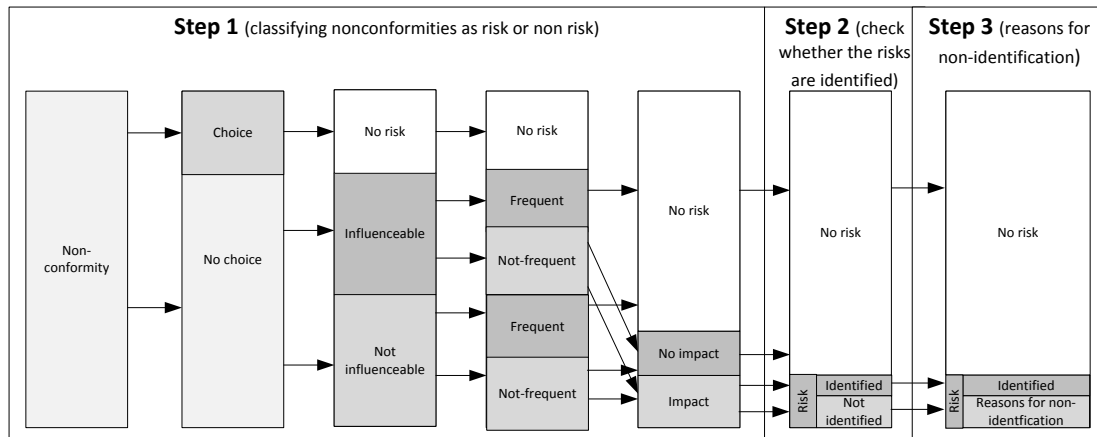 Step 1 (classifying nonconformities as risk or non risk)
Step 2 (check
whether the risks
are identified)
Step 3 (reasons for
non-identification)
Non-
conformity
Choice
No choice
No risk
Influenceable
Not
influenceable
No risk
Frequent
Not-frequent
Frequent
Not-frequent
No risk
No impact
Impact
No risk
Risk
Identified
Not
identified
No risk
Risk
Identified
Reasons for non-
identfication